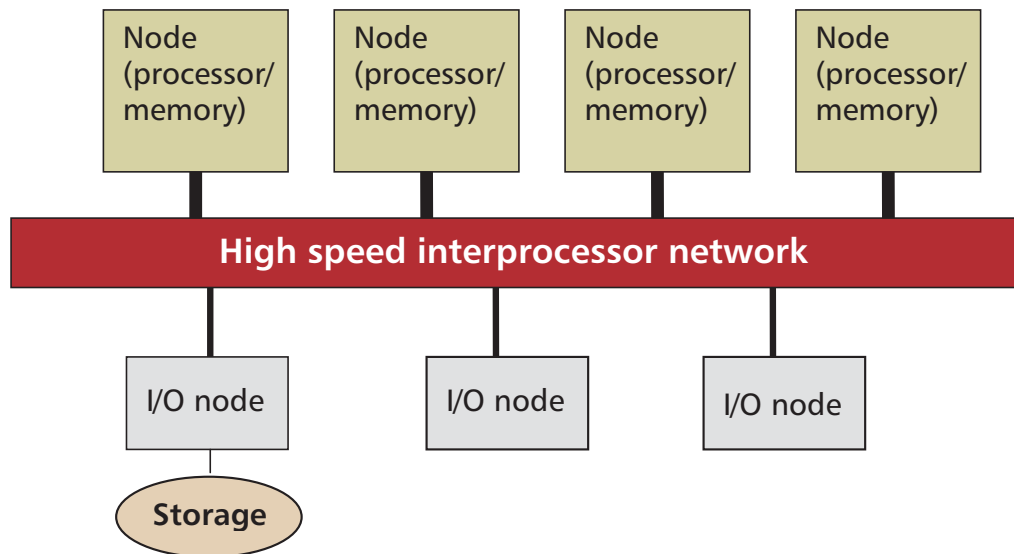 Node
(processor/
memory)
Node
(processor/
memory)
Node
(processor/
memory)
Node
(processor/
memory)
High speed interprocessor network
I/O node
I/O node
I/O node
Storage